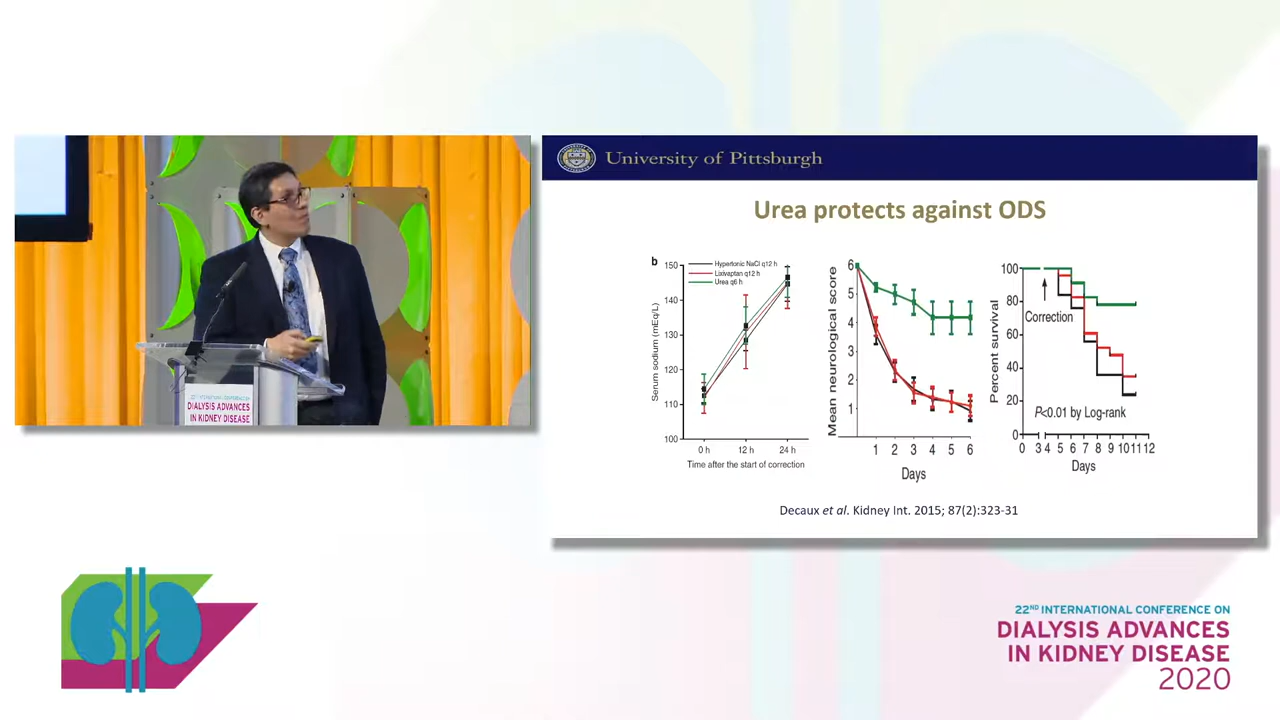 22ND INTERNATIONAL CONFERENCE ON
DIALYSIS ADVANCES
IN KIDNEY DISEASE
University of Pittsburgh
Urea protects against ODS
b
Hypertonic NaCl q12 h
Lixivaptan q12 h
Urea q6 h
Serum sodium (mEq/L)
150
140
130
120
110
100
0 h
12 h
24 h
Time after the start of correction
Mean neurological score
6
5
4
3
2
1
1 2 3 4 5 6
Days
Percent survival
100
80
60
40
20
0
Correction
P<0.01 by Log-rank
0 3 4 5 6 7 8 9 10 11 12
Days
Decaux et al. Kidney Int. 2015; 87(2):323-31
22ND INTERNATIONAL CONFERENCE ON
DIALYSIS ADVANCES
IN KIDNEY DISEASE
2020